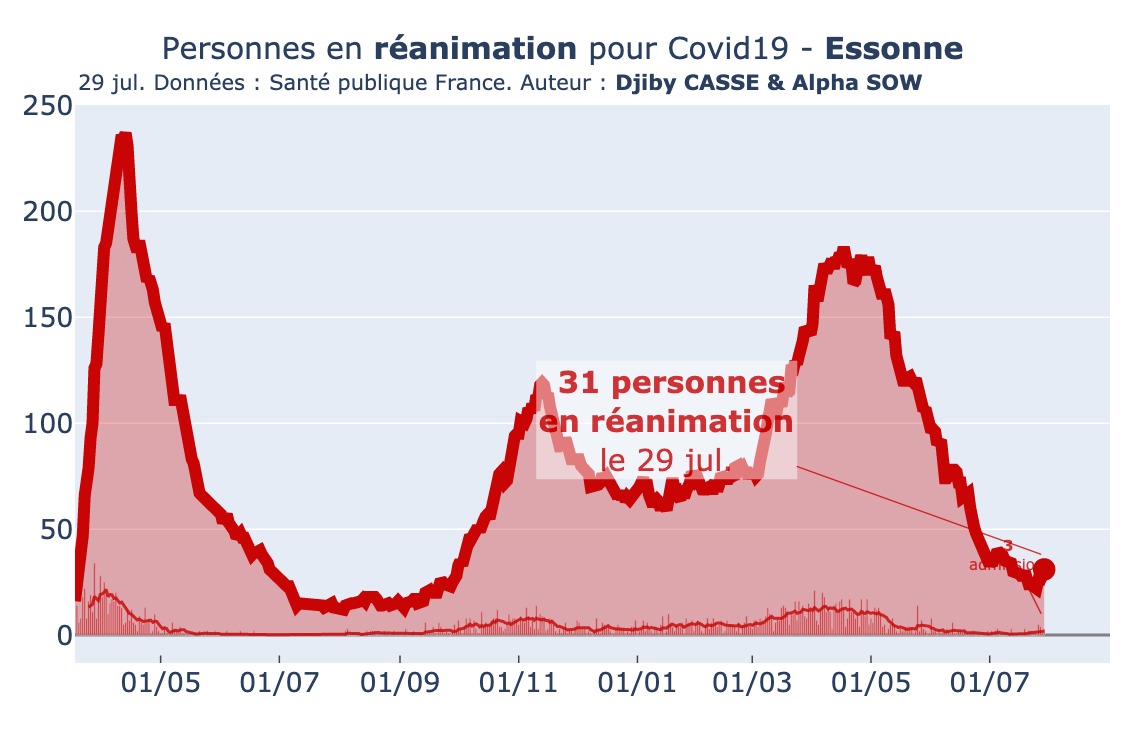 Personnes en réanimation pour Covid19 - Essonne
29 jul. Données : Santé publique France. Auteur : Djiby CASSE & Alpha SOW
250
200
150
100
50
0
31 personnes
en réanimation
le 29 jul.
3
01/05 01/07 01/09 01/11 01/01 01/03 01/05 01/07